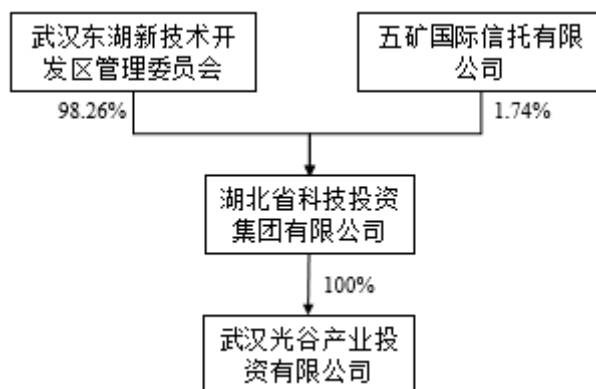 武汉东湖新技术开
发区管理委员会
五矿国际信托有限
公司
98.26%
1.74%
湖北省科技投资
集团有限公司
100%
武汉光谷产业投
资有限公司